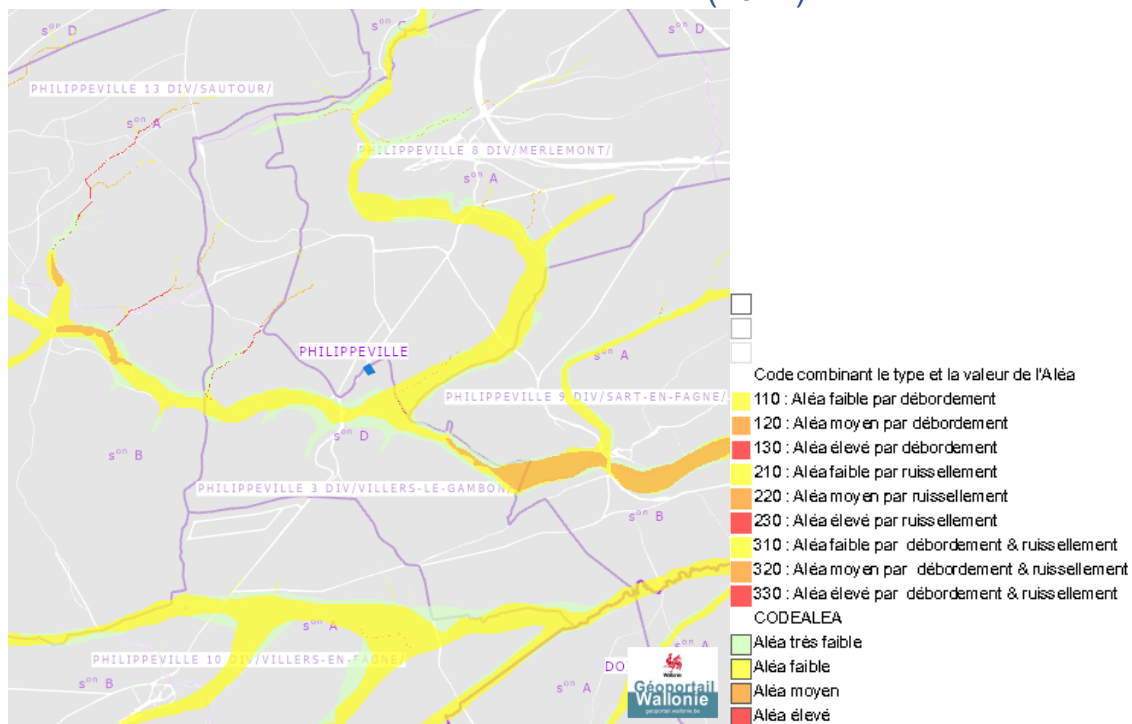 sᵒⁿ D
sᵒⁿ D
PHILIPPEVILLE 13 DIV/SAUTOUR/
sᵒⁿ A
PHILIPPEVILLE 8 DIV/MERLEMONT/
sᵒⁿ A
PHILIPPEVILLE
sᵒⁿ A
PHILIPPEVILLE 9 DIV/SART-EN-FAGNE/
sᵒⁿ D
sᵒⁿ B
PHILIPPEVILLE 3 DIV/VILLERS-LE-GAMBON
sᵒⁿ B
sᵒⁿ A
PHILIPPEVILLE 10 DIV/VILLERS-EN-FAGNE/
sᵒⁿ B
sᵒⁿ A
sᵒⁿ A
DO
Wallonie
Géoportail
Wallonie
geoportail.wallonie.be
Code combinant le type et la valeur de l'Aléa
110 : Aléa faible par débordement
120 : Aléa moyen par débordement
130 : Aléa élevé par débordement
210 : Aléa faible par ruissellement
220 : Aléa moyen par ruissellement
230 : Aléa élevé par ruissellement
310 : Aléa faible par débordement & ruissellement
320 : Aléa moyen par débordement & ruissellement
330 : Aléa élevé par débordement & ruissellement
CODEALEA
Aléa très faible
Aléa faible
Aléa moyen
Aléa élevé